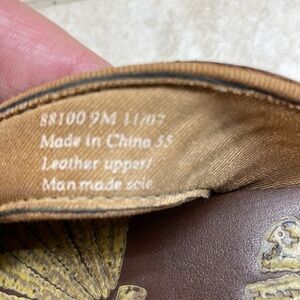 88100 9M 11/07
Made in China 55
Leather upper/
Man made sole